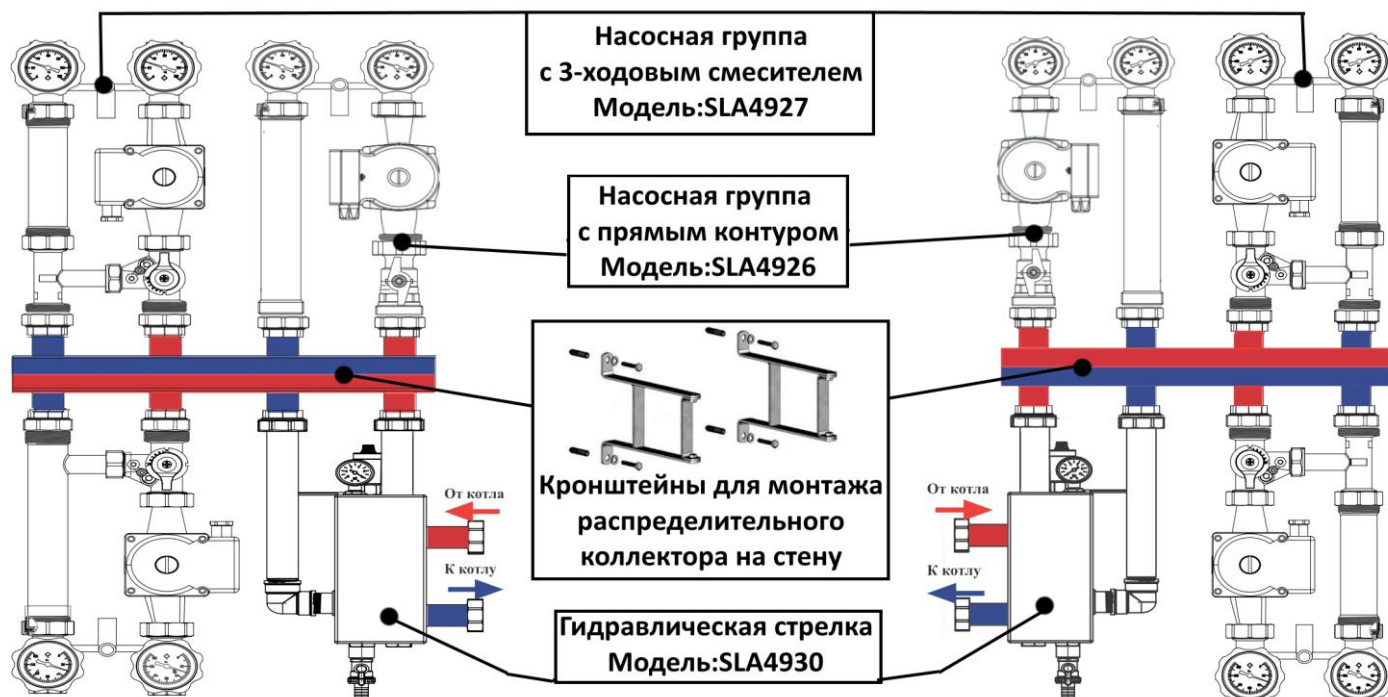 Насосная группа
с 3-ходовым смесителем
Модель:SLA4927
Насосная группа
с прямым контуром
Модель:SLA4926
Кронштейны для монтажа
распределительного
коллектора на стену
От котла
К котлу
От котла
К котлу
Гидравлическая стрелка
Модель:SLA4930